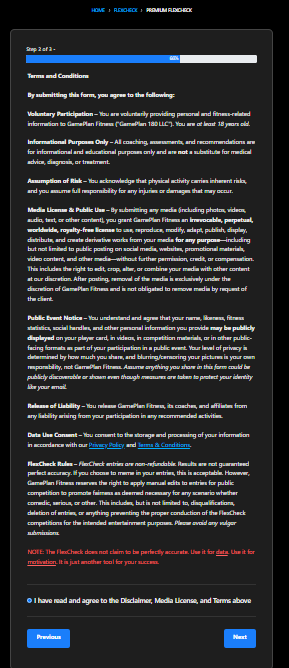 HOME › FLEXCHECK › PREMIUM FLEXCHECK
Step 2 of 3 -
66%
Terms and Conditions
By submitting this form, you agree to the following:
Voluntary Participation – You are voluntarily providing personal and fitness-related
information to GamePlan Fitness ("GamePlan 180 LLC"). You are at least 18 years old.
Informational Purposes Only – All coaching, assessments, and recommendations are
for informational and educational purposes only and are not a substitute for medical
advice, diagnosis, or treatment.
Assumption of Risk – You acknowledge that physical activity carries inherent risks,
and you assume full responsibility for any injuries or damages that may occur.
Media License & Public Use – By submitting any media (including photos, videos,
audio, text, or other content), you grant GamePlan Fitness an irrevocable, perpetual,
worldwide, royalty-free license to use, reproduce, modify, adapt, publish, display,
distribute, and create derivative works from your media for any purpose—including
but not limited to public posting on social media, websites, promotional materials,
video content, and other media—without further permission, credit, or compensation.
This includes the right to edit, crop, alter, or combine your media with other content
at our discretion. After posting, removal of the media is exclusively under the
discretion of GamePlan Fitness and is not obligated to remove media by request of
the client.
Public Event Notice – You understand and agree that your name, likeness, fitness
statistics, social handles, and other personal information you provide may be publicly
displayed on your player card, in videos, in competition materials, or in other public-
facing formats as part of your participation in a public event. Your level of privacy is
determined by how much you share, and blurring/censoring your pictures is your own
responsibility, not GamePlan Fitness. Assume anything you share in this form could be
publicly discoverable or shown even though measures are taken to protect your identity
like your email.
Release of Liability – You release GamePlan Fitness, its coaches, and affiliates from
any liability arising from your participation in any recommended activities.
Data Use Consent – You consent to the storage and processing of your information
in accordance with our Privacy Policy and Terms & Conditions.
FlexCheck Rules – FlexCheck entries are non-refundable. Results are not guaranteed
perfect accuracy. If you choose to meme in your entries, this is acceptable. However,
GamePlan Fitness reserves the right to apply manual edits to entries for public
competition to promote fairness as deemed necessary for any scenario whether
comedic, serious, or other. This includes, but is not limited to, disqualifications,
deletion of entries, or anything preventing the proper conduction of the FlexCheck
competitions for the intended entertainment purposes. Please avoid any vulgar
submissions.
NOTE: The FlexCheck does not claim to be perfectly accurate. Use it for data. Use it for
motivation. It is just another tool for your success.
I have read and agree to the Disclaimer, Media License, and Terms above
Previous
Next